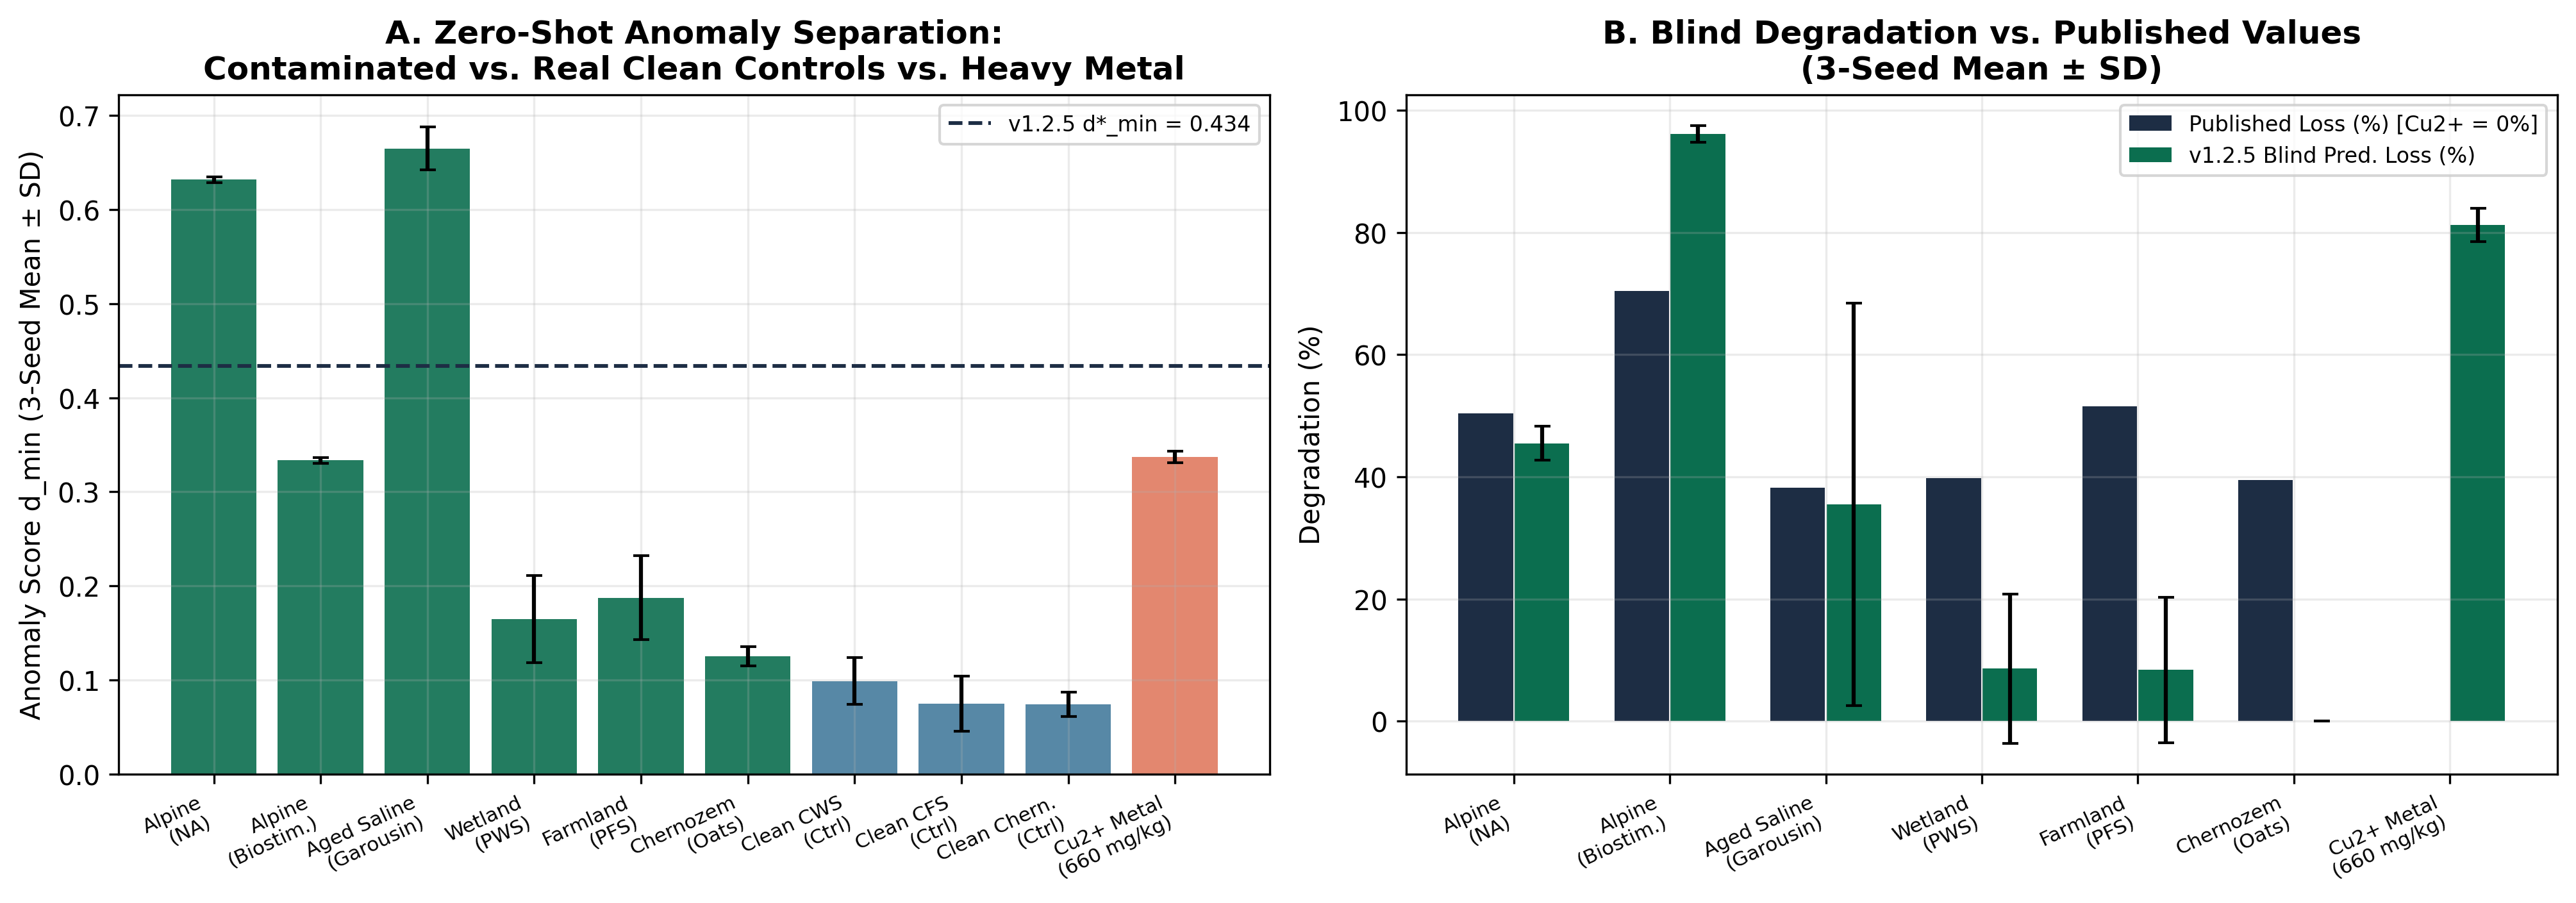 A. Zero-Shot Anomaly Separation:
Contaminated vs. Real Clean Controls vs. Heavy Metal
Anomaly Score d_min (3-Seed Mean ± SD)
0.7
0.6
0.5
0.4
0.3
0.2
0.1
0.0
v1.2.5 d*_min = 0.434
Alpine
(NA)
Alpine
(Biostim.)
Aged Saline
(Garousin)
Wetland
(PWS)
Farmland
(PFS)
Chernozem
(Oats)
Clean CWS
(Ctrl)
Clean CFS
(Ctrl)
Clean Chern.
(Ctrl)
Cu2+ Metal
(660 mg/kg)
B. Blind Degradation vs. Published Values
(3-Seed Mean ± SD)
Degradation (%)
100
80
60
40
20
0
Published Loss (%) [Cu2+ = 0%]
v1.2.5 Blind Pred. Loss (%)
Alpine
(NA)
Alpine
(Biostim.)
Aged Saline
(Garousin)
Wetland
(PWS)
Farmland
(PFS)
Chernozem
(Oats)
Cu2+ Metal
(660 mg/kg)